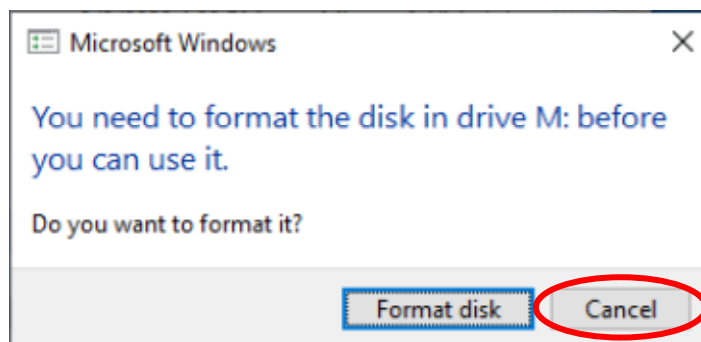 Microsoft Windows
You need to format the disk in drive M: before
you can use it.
Do you want to format it?
Format disk
Cancel